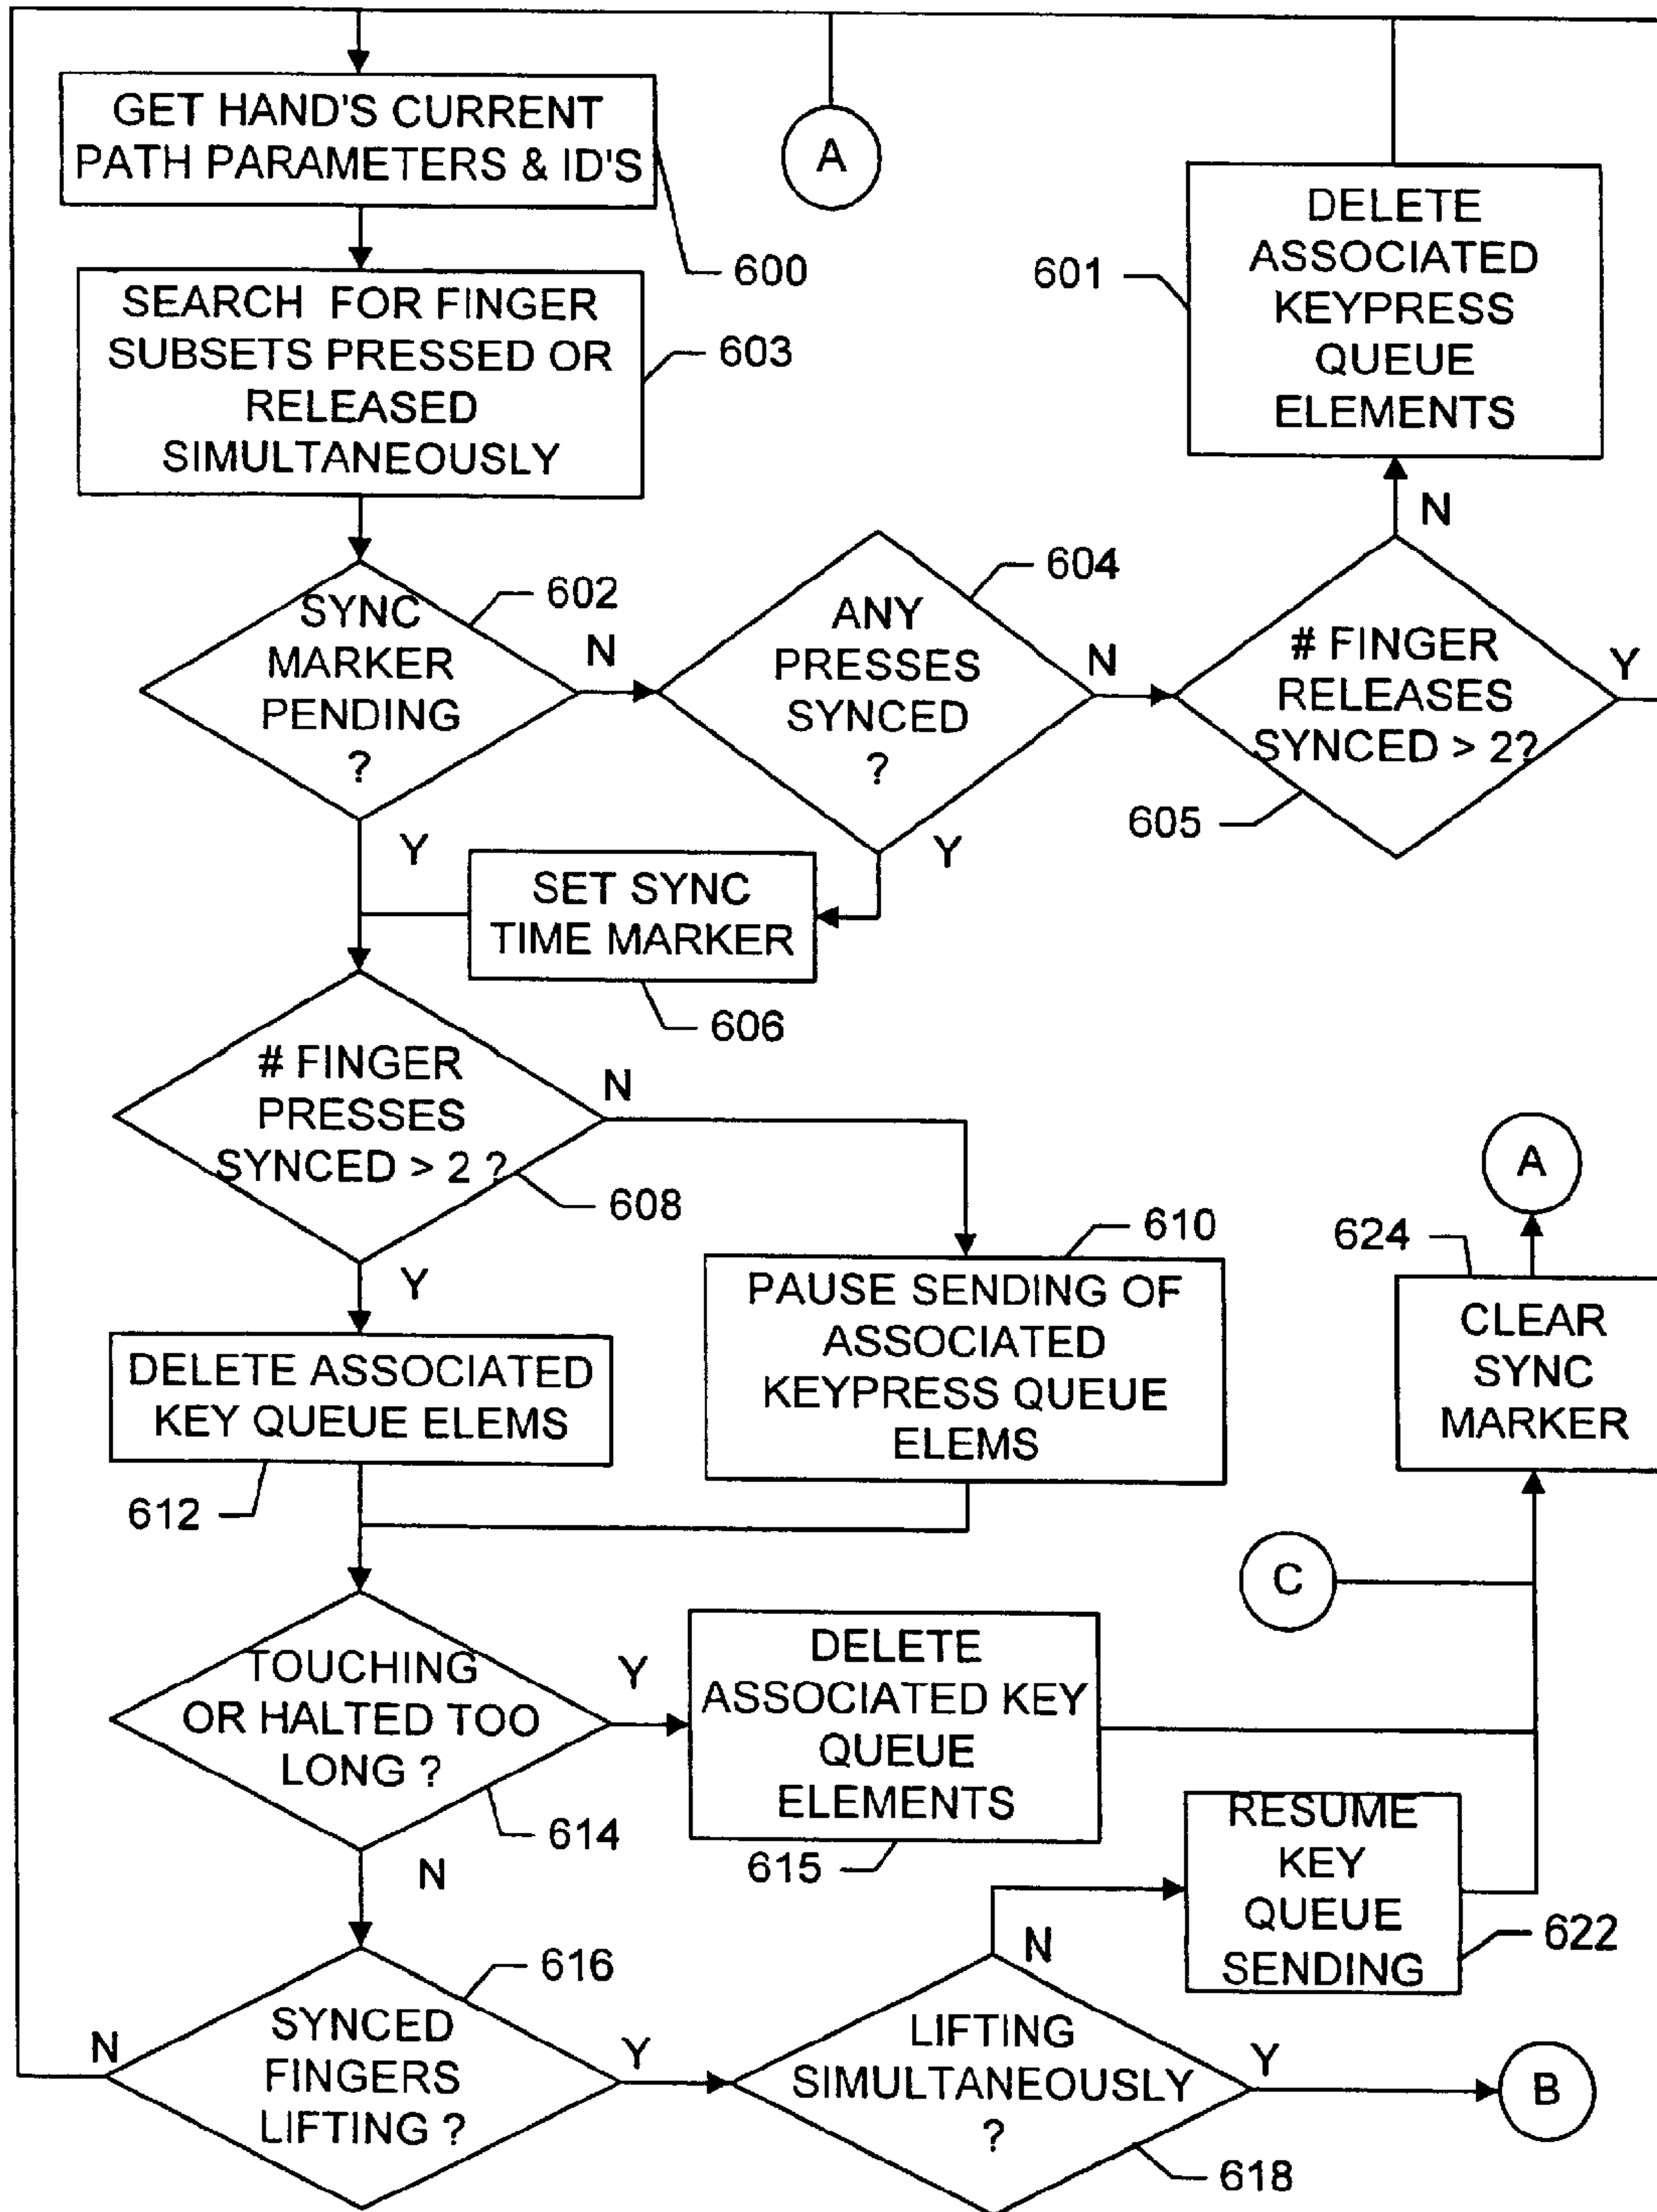 GET HAND'S CURRENT
PATH PARAMETERS & ID'S
600
A
DELETE
ASSOCIATED
KEYPRESS
QUEUE
ELEMENTS
601
SEARCH FOR FINGER
SUBSETS PRESSED OR
RELEASED
SIMULTANEOUSLY
603
N
SYNC
MARKER
PENDING
?
602
N
Y
ANY
PRESSES
SYNCED
?
604
N
Y
# FINGER
RELEASES
SYNCED > 2?
605
Y
SET SYNC
TIME MARKER
606
# FINGER
PRESSES
SYNCED > 2 ?
608
N
Y
PAUSE SENDING OF
ASSOCIATED
KEYPRESS QUEUE
ELEMS
610
A
624
CLEAR
SYNC
MARKER
DELETE ASSOCIATED
KEY QUEUE ELEMS
612
C
TOUCHING
OR HALTED TOO
LONG ?
614
Y
N
DELETE
ASSOCIATED KEY
QUEUE
ELEMENTS
615
RESUME
KEY
QUEUE
SENDING
622
SYNCED
FINGERS
LIFTING ?
616
N
Y
LIFTING
SIMULTANEOUSLY
?
618
N
Y
B